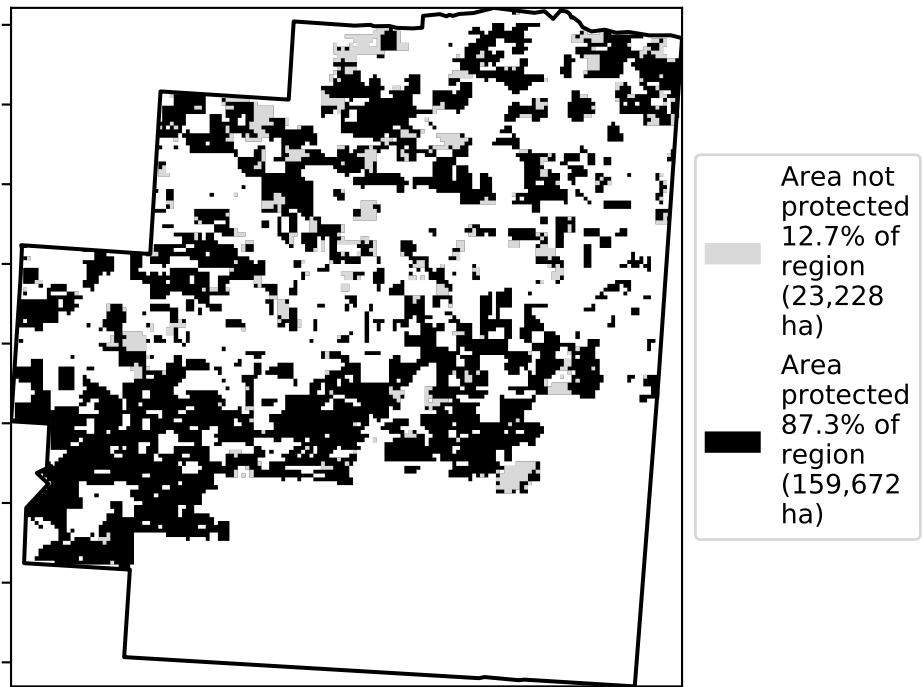 Area not
protected
12.7% of
region
(23,228
ha)
Area
protected
87.3% of
region
(159,672
ha)